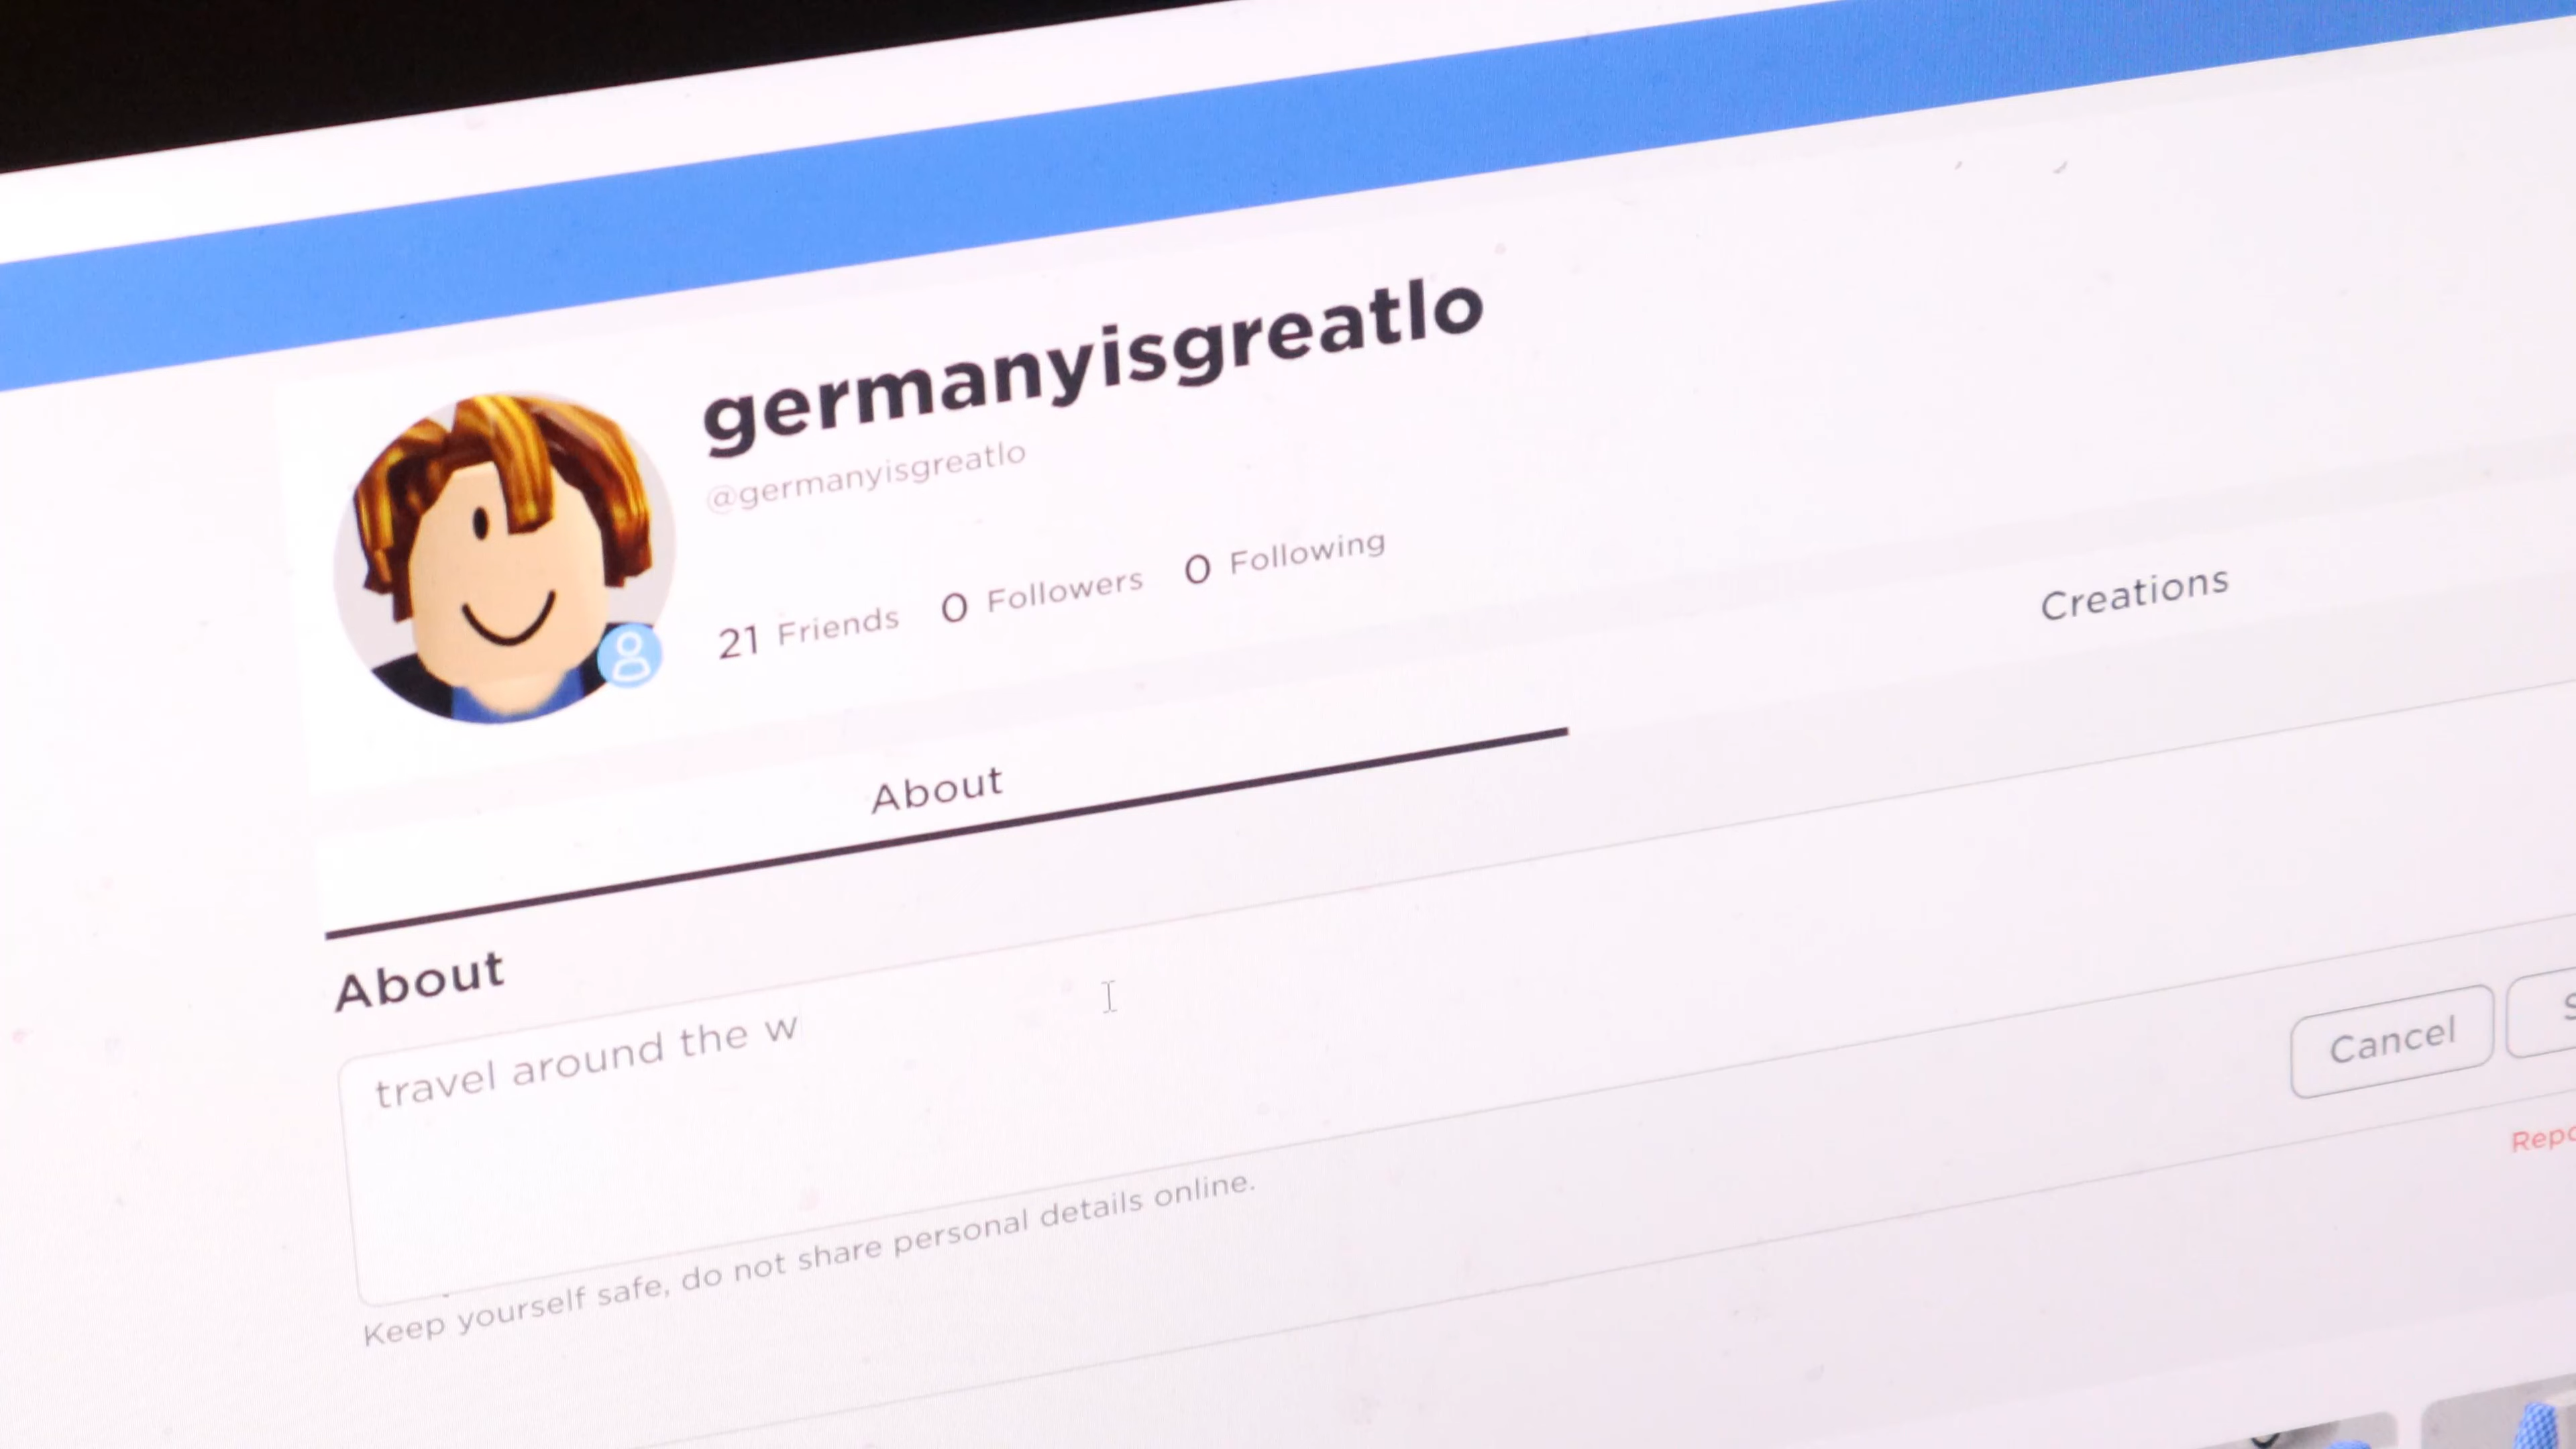 germanyisgreatlo
@germanyisgreatlo
21 Friends 0 Followers 0 Following
About
Creations
About
travel around the w
Cancel
Keep yourself safe, do not share personal details online.